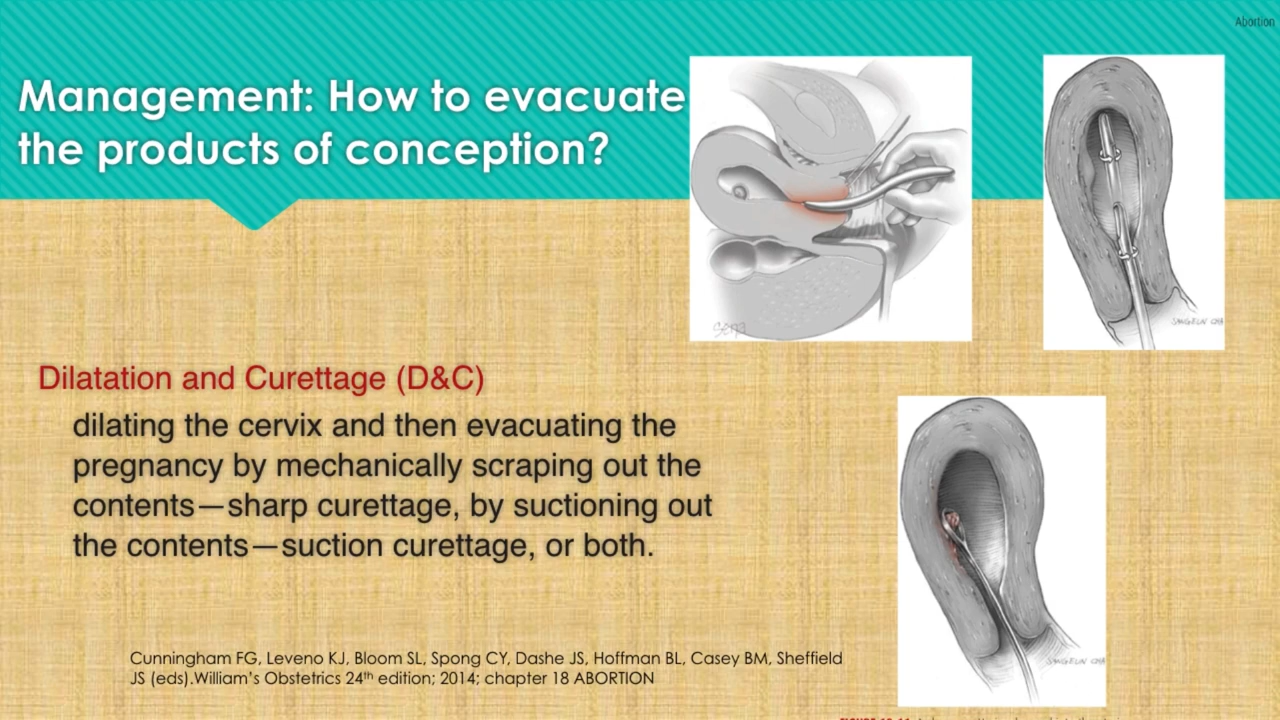 Abortion
Management: How to evacuate
the products of conception?
Dilatation and Curettage (D&C)
dilating the cervix and then evacuating the
pregnancy by mechanically scraping out the
contents—sharp curettage, by suctioning out
the contents—suction curettage, or both.
Cunningham FG, Leveno KJ, Bloom SL, Spong CY, Dashe JS, Hoffman BL, Casey BM, Sheffield
JS (eds).William’s Obstetrics 24th edition; 2014; chapter 18 ABORTION